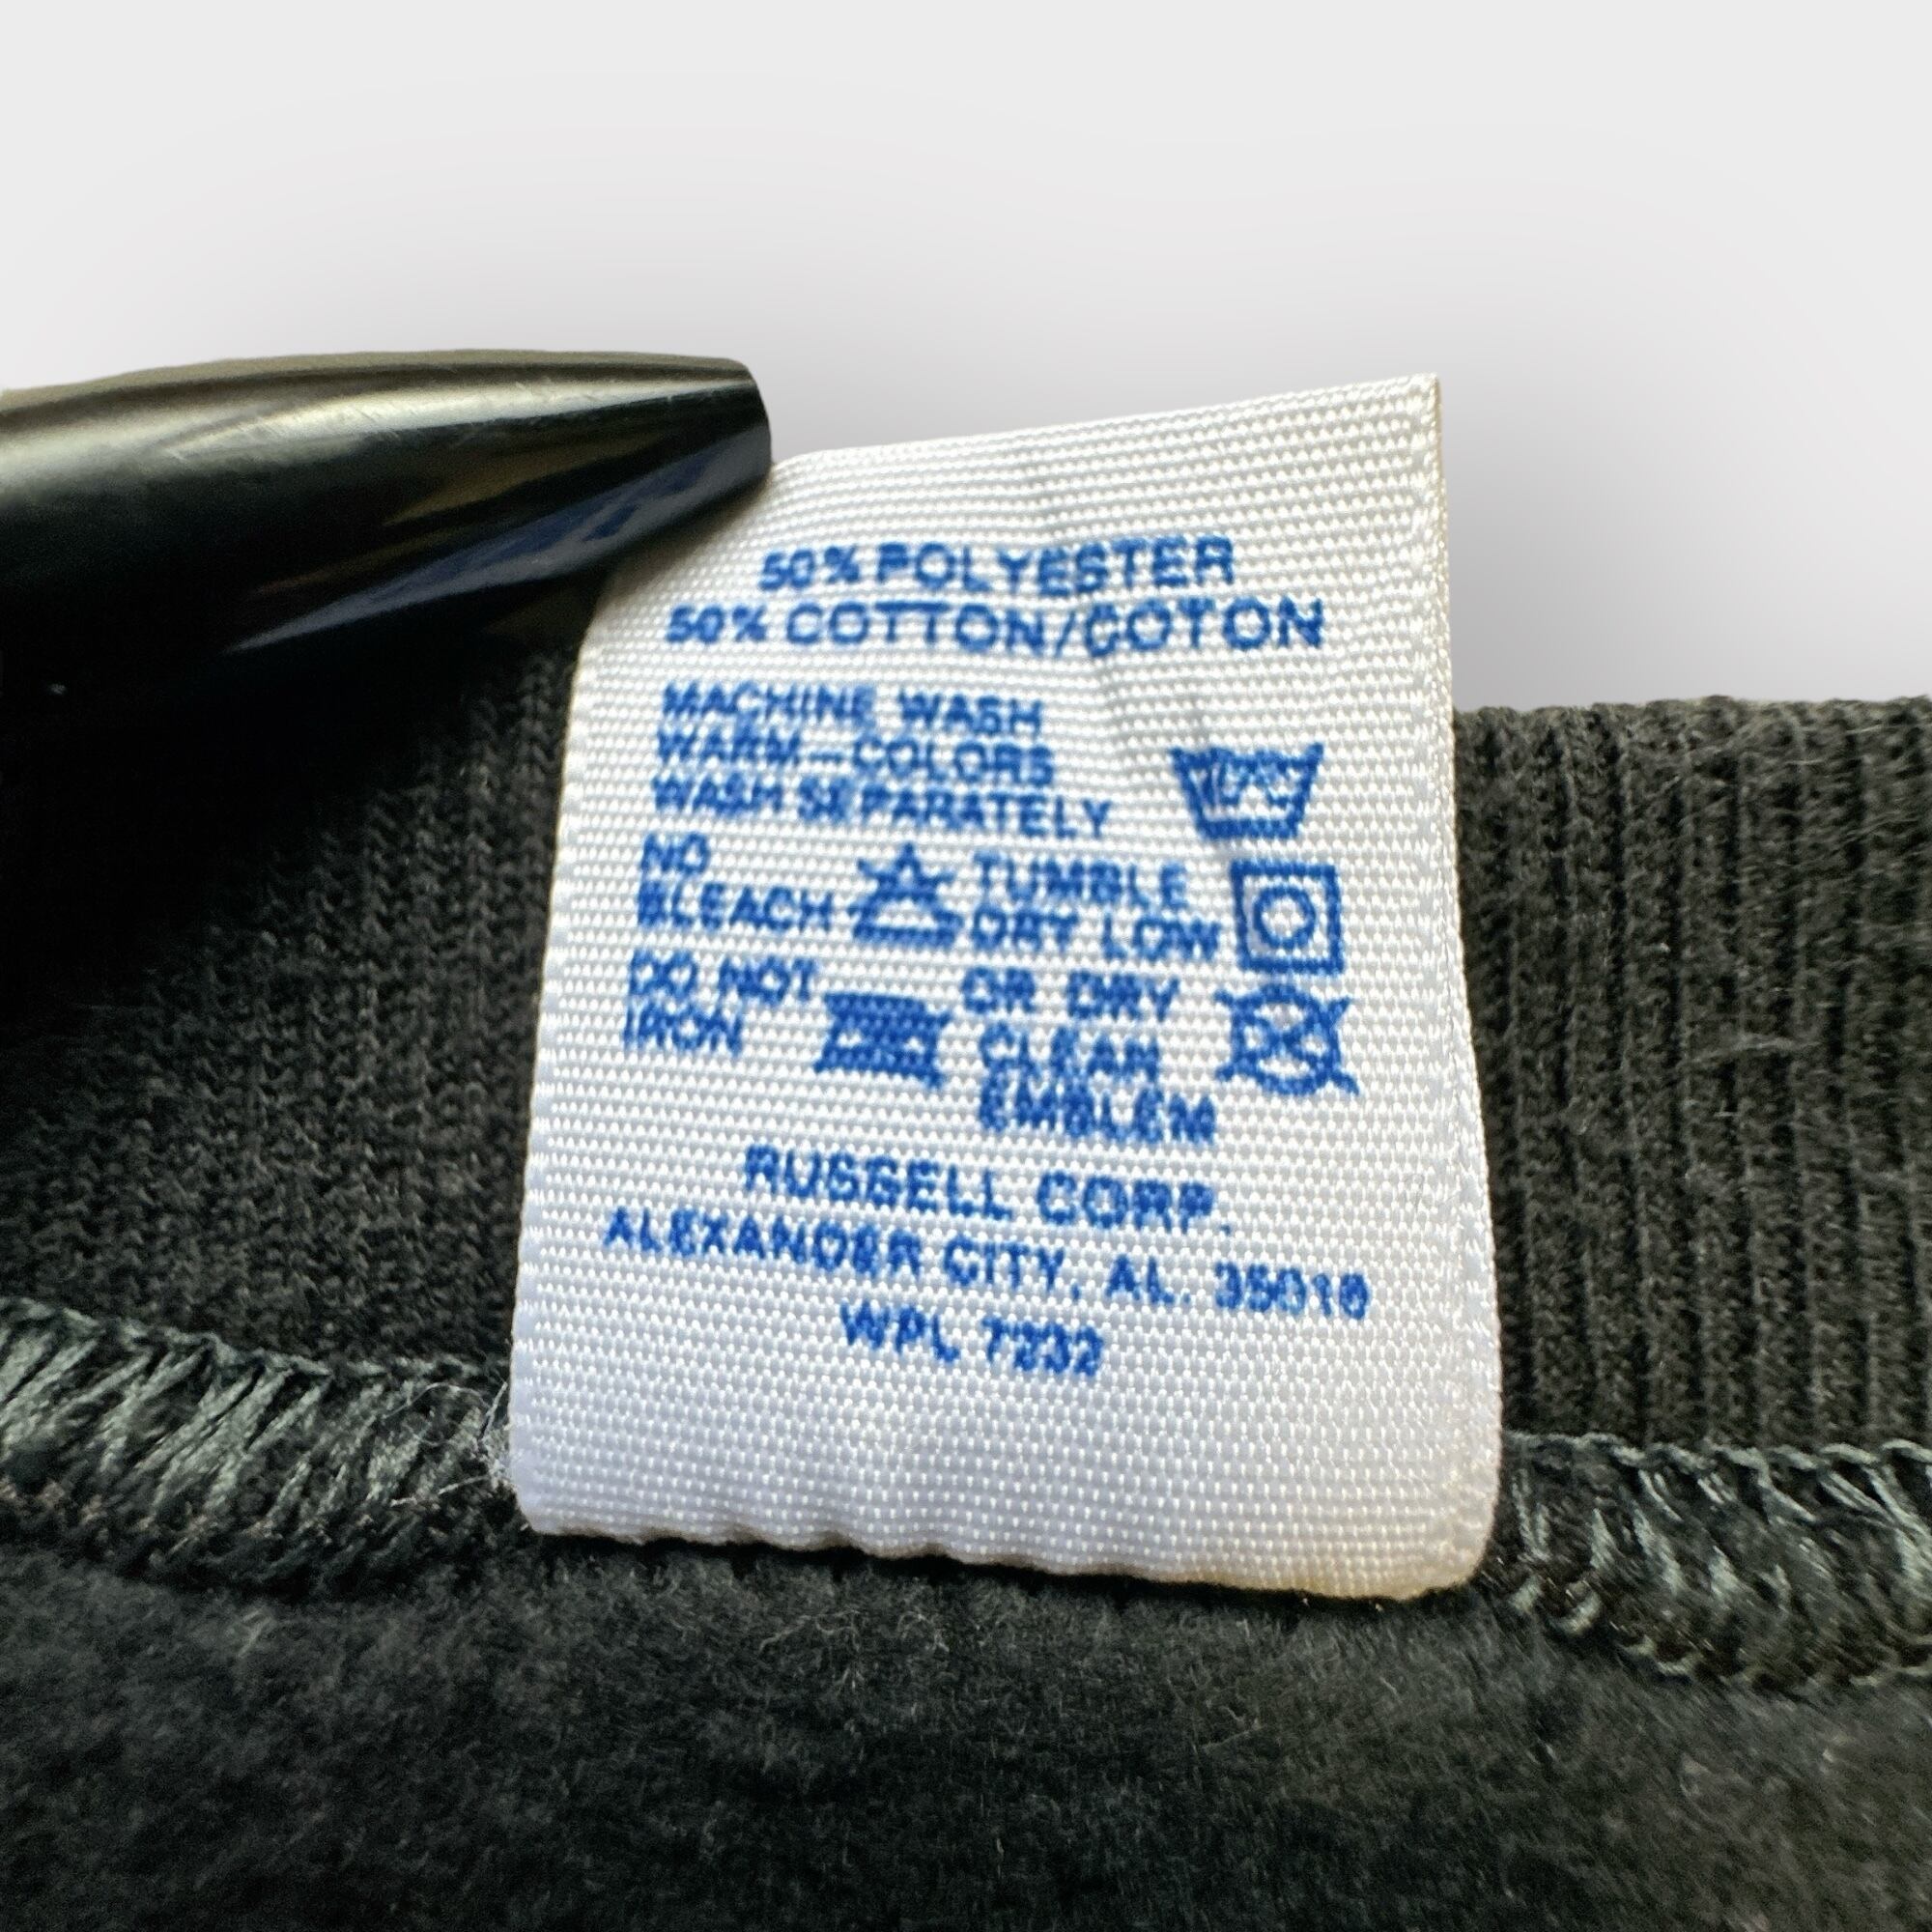 50% POLYESTER
50% COTTON/COTON
MACHINE WASH
WARM—COLORS
WASH SEPARATELY
NO
BLEACH
TUMBLE
DRY LOW
DO NOT
IRON
OR DRY
CLEAN
EMBLEM
RUSSELL CORP.
ALEXANDER CITY, AL. 35010
WPL 7232